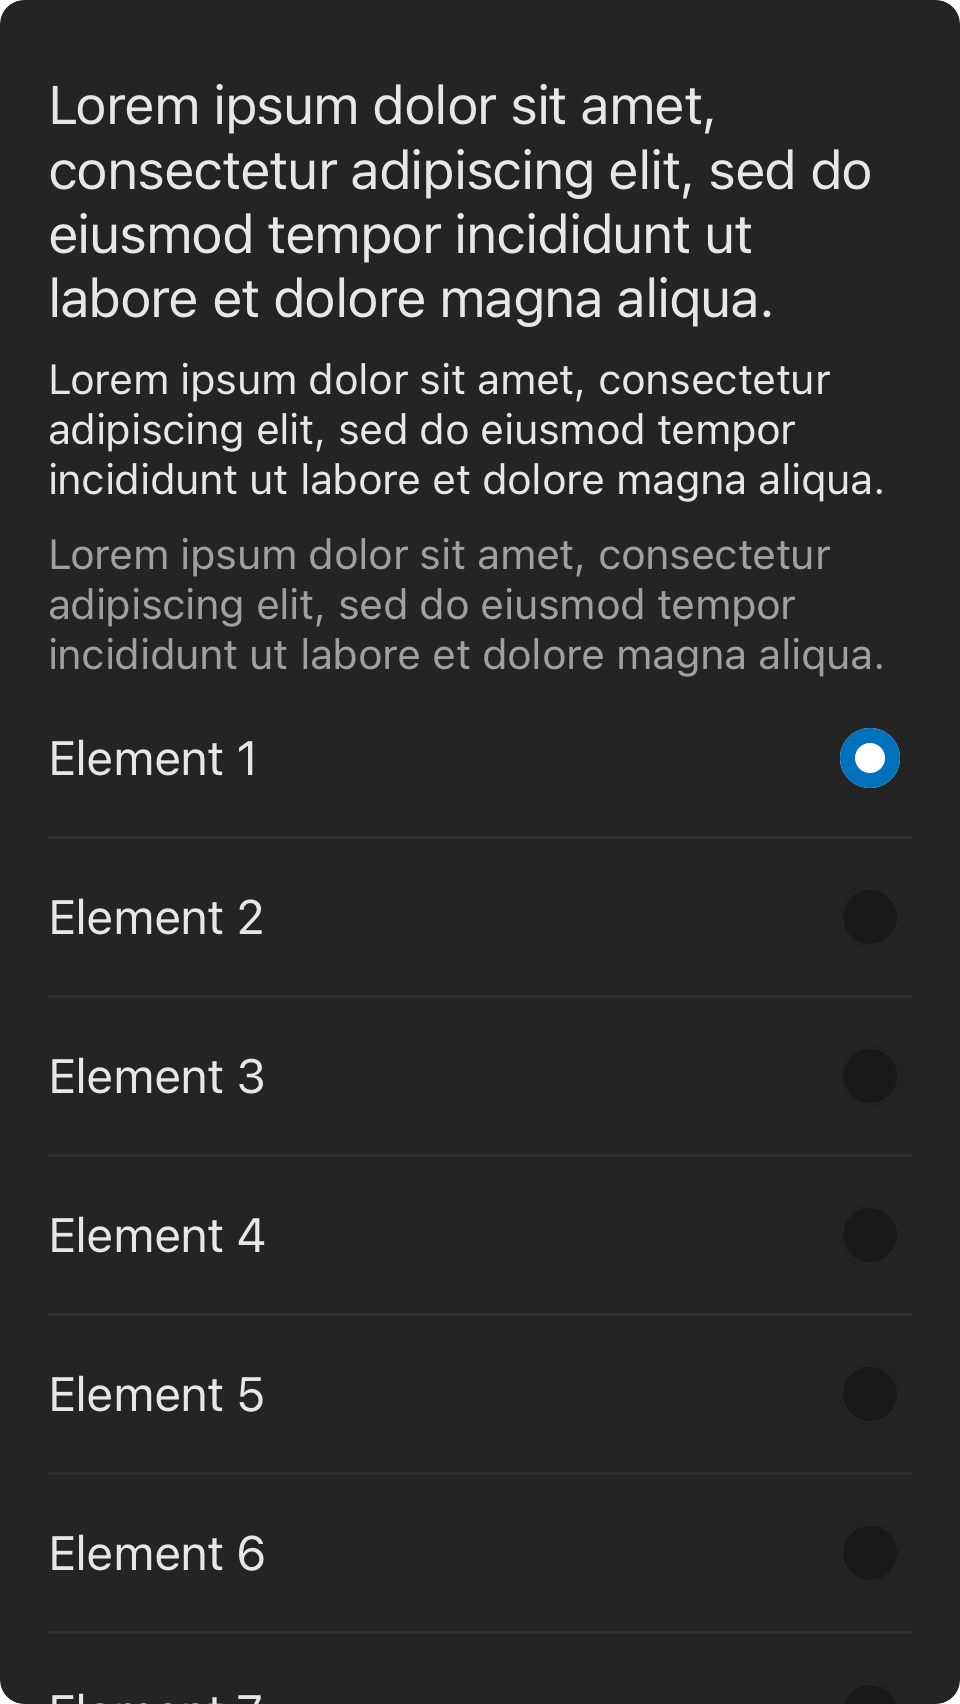 Lorem ipsum dolor sit amet,
consectetur adipiscing elit, sed do
eiusmod tempor incididunt ut
labore et dolore magna aliqua.
Lorem ipsum dolor sit amet, consectetur
adipiscing elit, sed do eiusmod tempor
incididunt ut labore et dolore magna aliqua.
Lorem ipsum dolor sit amet, consectetur
adipiscing elit, sed do eiusmod tempor
incididunt ut labore et dolore magna aliqua.
Element 1
Element 2
Element 3
Element 4
Element 5
Element 6
Element 7